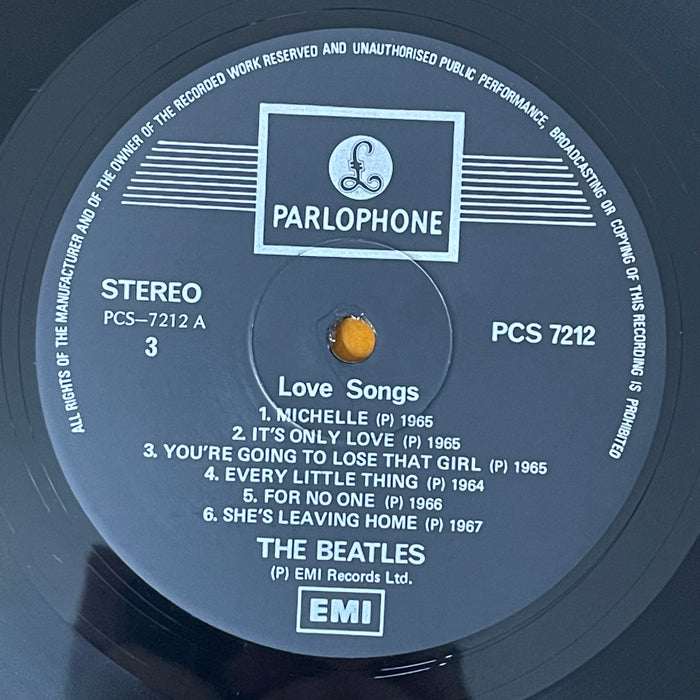 ALL RIGHTS OF THE MANUFACTURER AND OF THE OWNER OF THE RECORDED WORK RESERVED AND UNAUTHORISED PUBLIC PERFORMANCE, BROADCASTING OR COPYING OF THIS RECORDING IS PROHIBITED
£
PARLOPHONE
STEREO
PCS–7212 A
3
PCS 7212
Love Songs
1. MICHELLE (P) 1965
2. IT'S ONLY LOVE (P) 1965
3. YOU'RE GOING TO LOSE THAT GIRL (P) 1965
4. EVERY LITTLE THING (P) 1964
5. FOR NO ONE (P) 1966
6. SHE'S LEAVING HOME (P) 1967
THE BEATLES
(P) EMI Records Ltd.
EMI